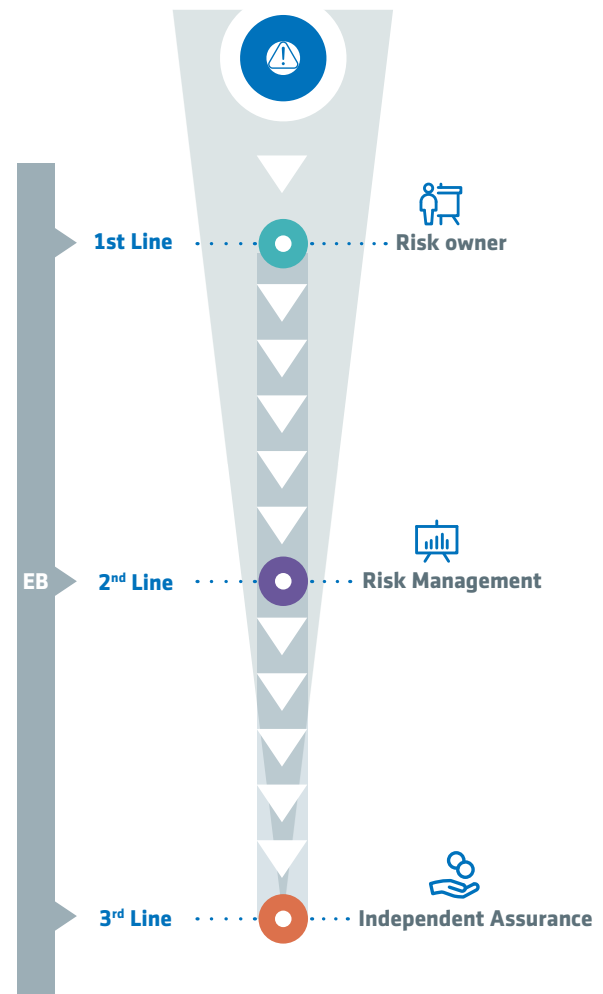 1st Line
Risk owner
EB
2nd Line
Risk Management
3rd Line
Independent Assurance